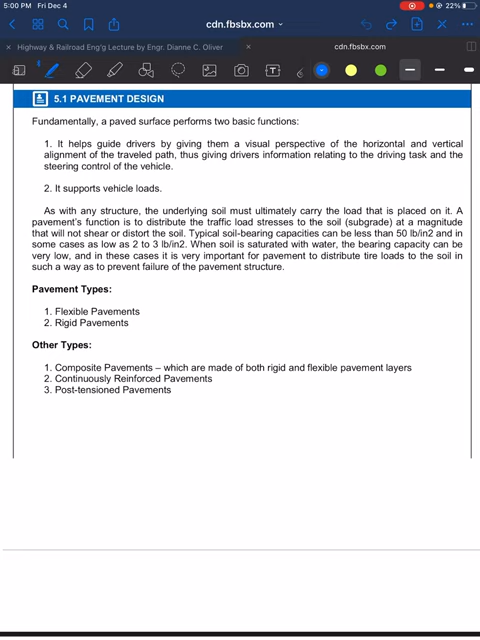 5:00 PM Fri Dec 4
22%
cdn.fbsbx.com
× Highway & Railroad Eng'g Lecture by Engr. Dianne C. Oliver
× cdn.fbsbx.com
T
5.1 PAVEMENT DESIGN
Fundamentally, a paved surface performs two basic functions:
1. It helps guide drivers by giving them a visual perspective of the horizontal and vertical
alignment of the traveled path, thus giving drivers information relating to the driving task and the
steering control of the vehicle.
2. It supports vehicle loads.
As with any structure, the underlying soil must ultimately carry the load that is placed on it. A
pavement's function is to distribute the traffic load stresses to the soil (subgrade) at a magnitude
that will not shear or distort the soil. Typical soil-bearing capacities can be less than 50 lb/in2 and in
some cases as low as 2 to 3 lb/in2. When soil is saturated with water, the bearing capacity can be
very low, and in these cases it is very important for pavement to distribute tire loads to the soil in
such a way as to prevent failure of the pavement structure.
Pavement Types:
1. Flexible Pavements
2. Rigid Pavements
Other Types:
1. Composite Pavements – which are made of both rigid and flexible pavement layers
2. Continuously Reinforced Pavements
3. Post-tensioned Pavements